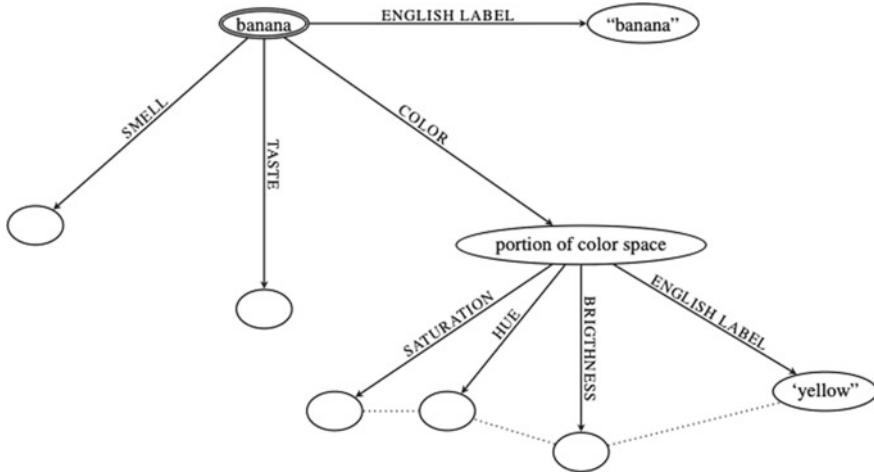 ENGLISH LABEL
banana
“banana”
SMELL
TASTE
COLOR
portion of color space
SATURATION
HUE
BRIGTHNESS
ENGLISH LABEL
‘yellow”